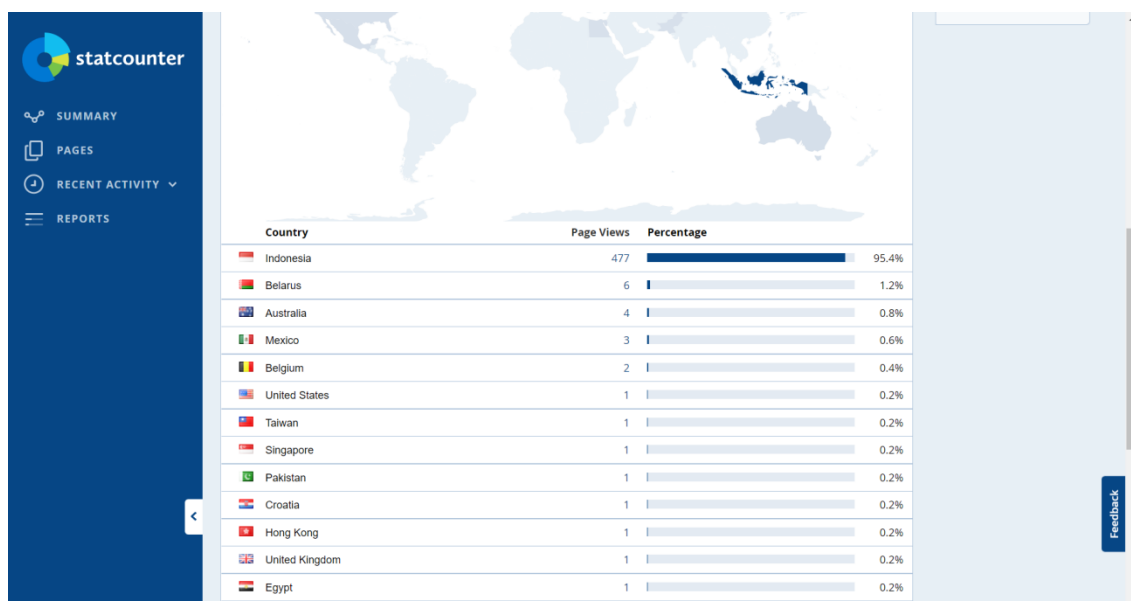 statcounter
SUMMARY
PAGES
RECENT ACTIVITY
REPORTS
Country Page Views Percentage
Indonesia 477 95.4%
Belarus 6 1.2%
Australia 4 0.8%
Mexico 3 0.6%
Belgium 2 0.4%
United States 1 0.2%
Taiwan 1 0.2%
Singapore 1 0.2%
Pakistan 1 0.2%
Croatia 1 0.2%
Hong Kong 1 0.2%
United Kingdom 1 0.2%
Egypt 1 0.2%
Feedback